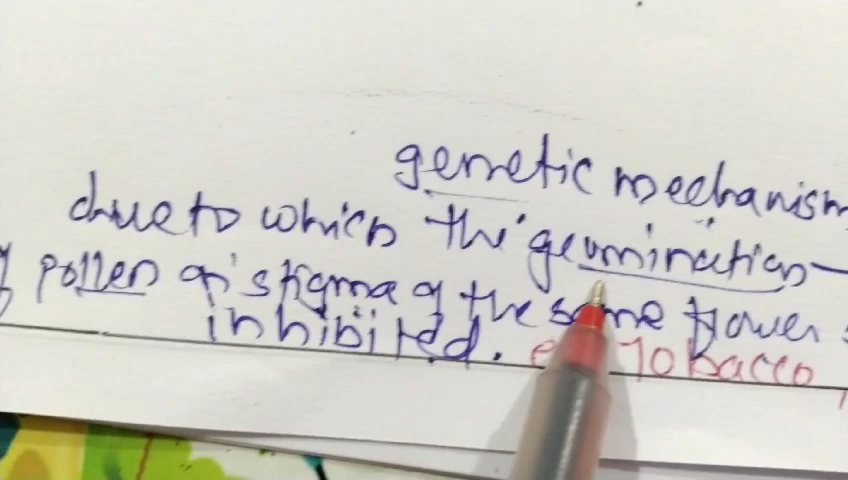 genetic mechanism
due to which the germination
pollen on stigma of the same flower
inhibited. Tobacco